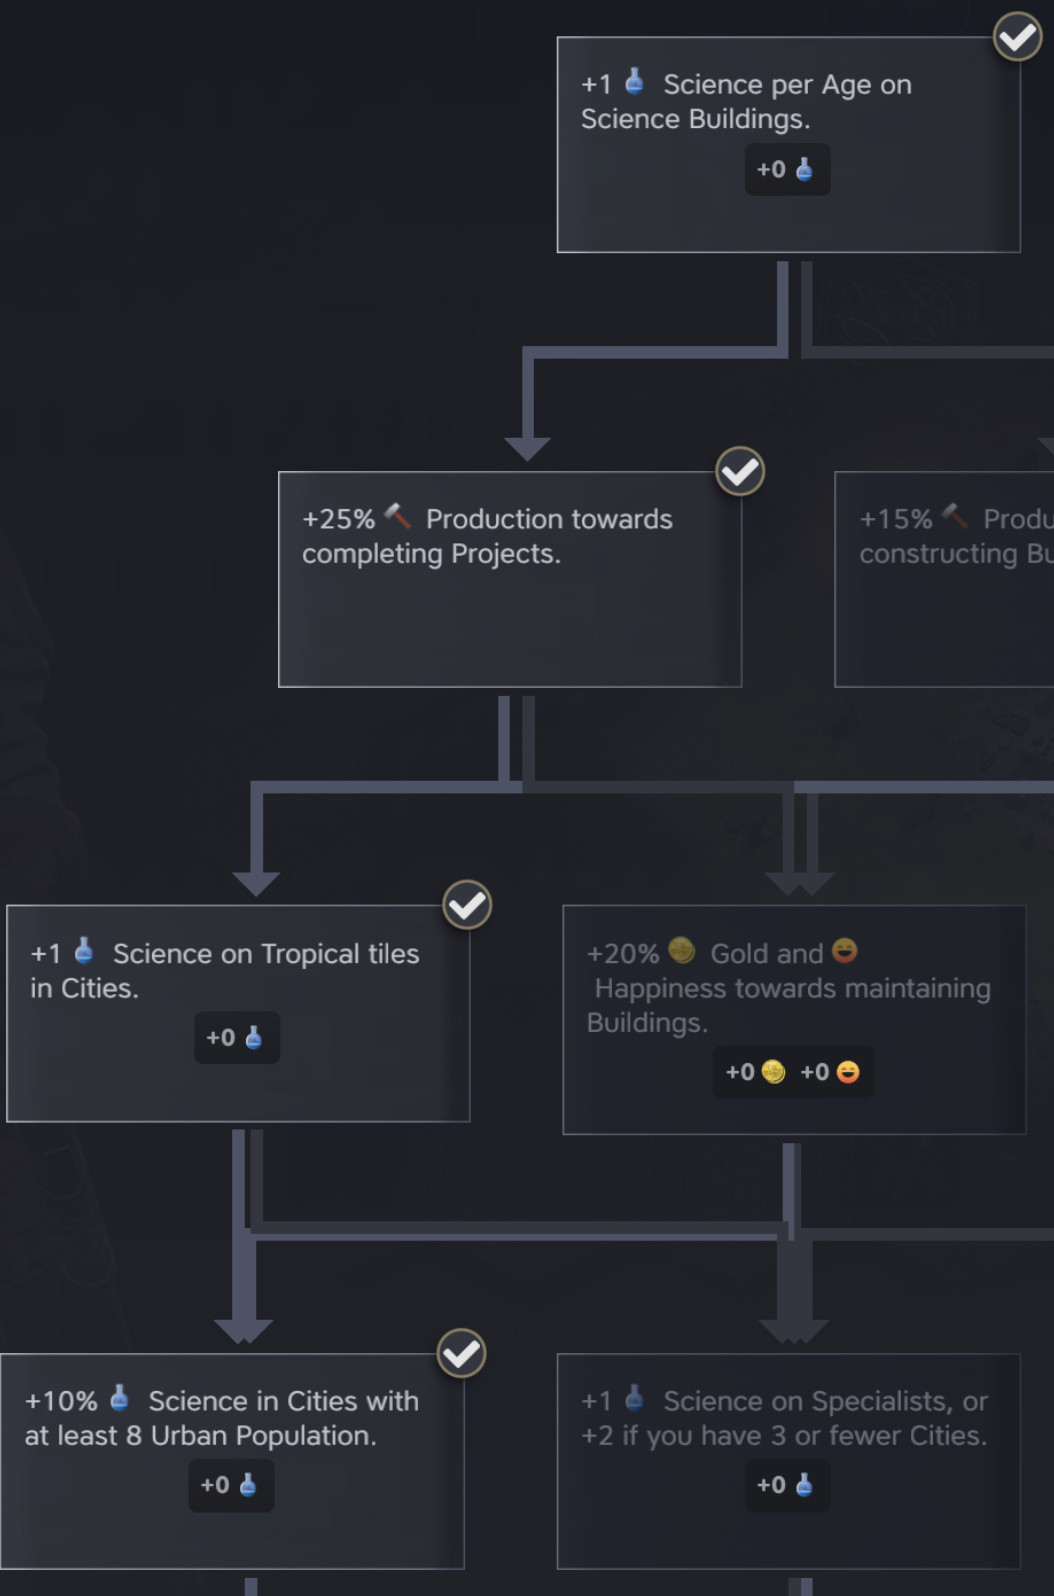 +1 Science per Age on
Science Buildings.
+0
+25% Production towards
completing Projects.
+15% Produ
constructing Bu
+1 Science on Tropical tiles
in Cities.
+0
+20% Gold and
Happiness towards maintaining
Buildings.
+0 +0
+10% Science in Cities with
at least 8 Urban Population.
+0
+1 Science on Specialists, or
+2 if you have 3 or fewer Cities.
+0